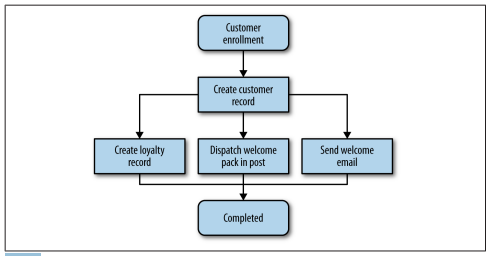 Customer
enrollment
Create customer
record
Create loyalty
record
Dispatch welcome
pack in post
Send welcome
email
Completed